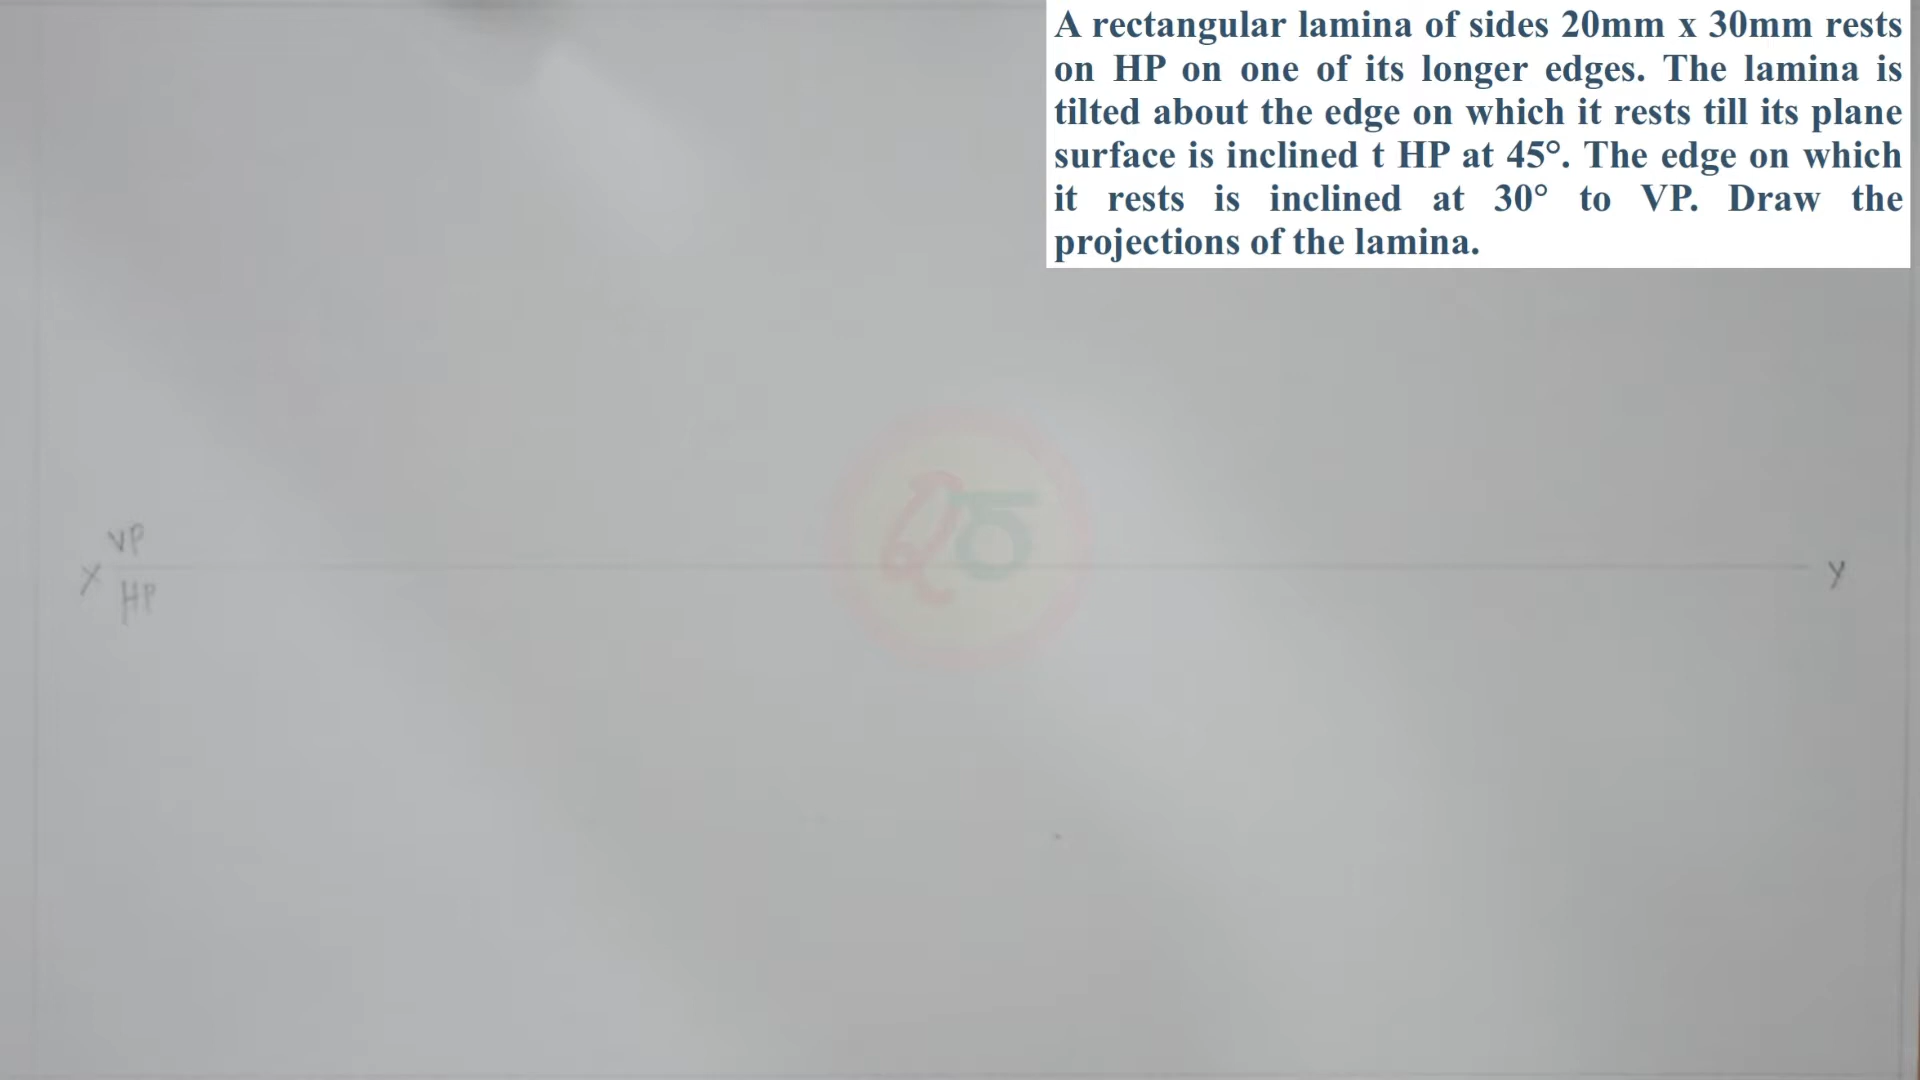 A rectangular lamina of sides 20mm x 30mm rests
on HP on one of its longer edges. The lamina is
tilted about the edge on which it rests till its plane
surface is inclined t HP at 45°. The edge on which
it rests is inclined at 30° to VP. Draw the
projections of the lamina.
VP
X
HP
Y